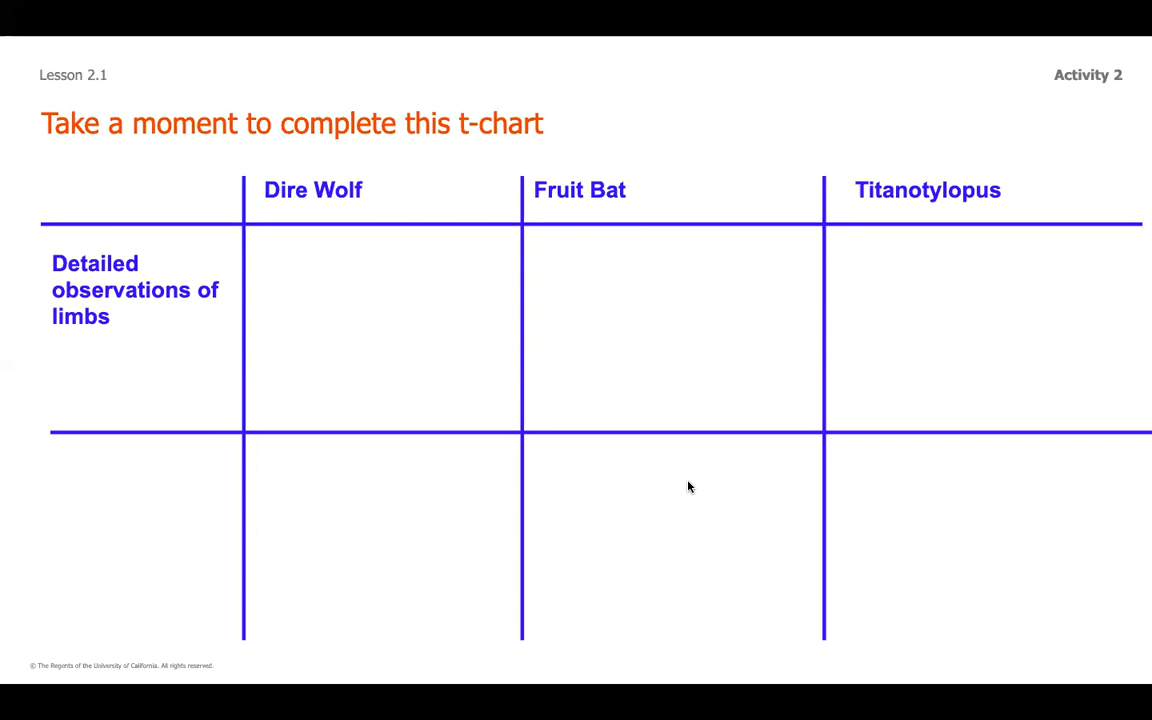 Lesson 2.1
Activity 2
Take a moment to complete this t-chart
Dire Wolf
Fruit Bat
Titanotylopus
Detailed
observations of
limbs
© The Regents of the University of California. All rights reserved.